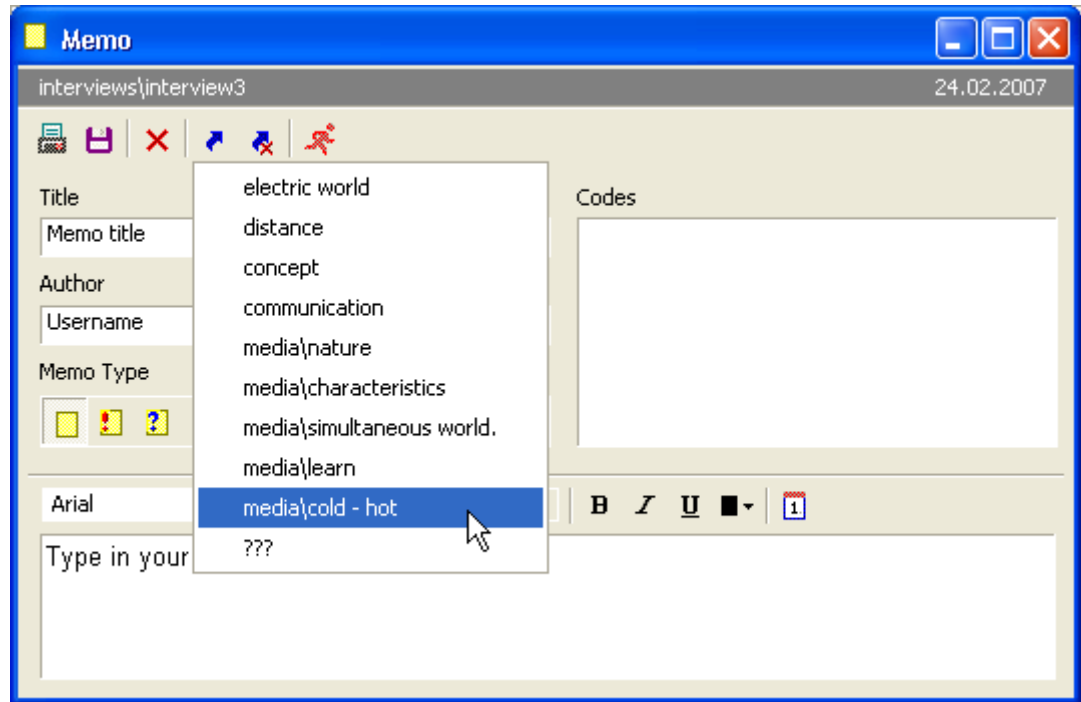 Memo
interviews\interview3 24.02.2007
Title
Memo title
Author
Username
Memo Type
electric world
distance
concept
communication
media\nature
media\characteristics
media\simultaneous world.
media\learn
media\cold - hot
???
Codes
Arial
B I U 1
Type in your